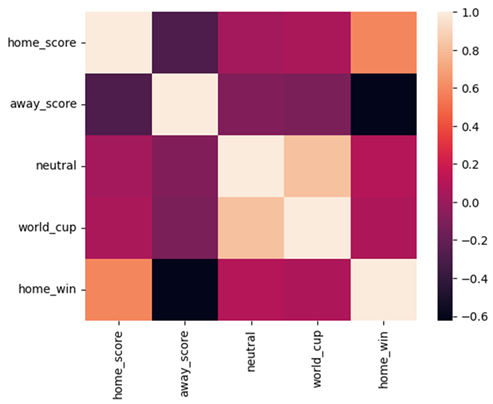 home_score
away_score
neutral
world_cup
home_win
home_score
away_score
neutral
world_cup
home_win
1.0
0.8
0.6
0.4
0.2
0.0
−0.2
−0.4
−0.6